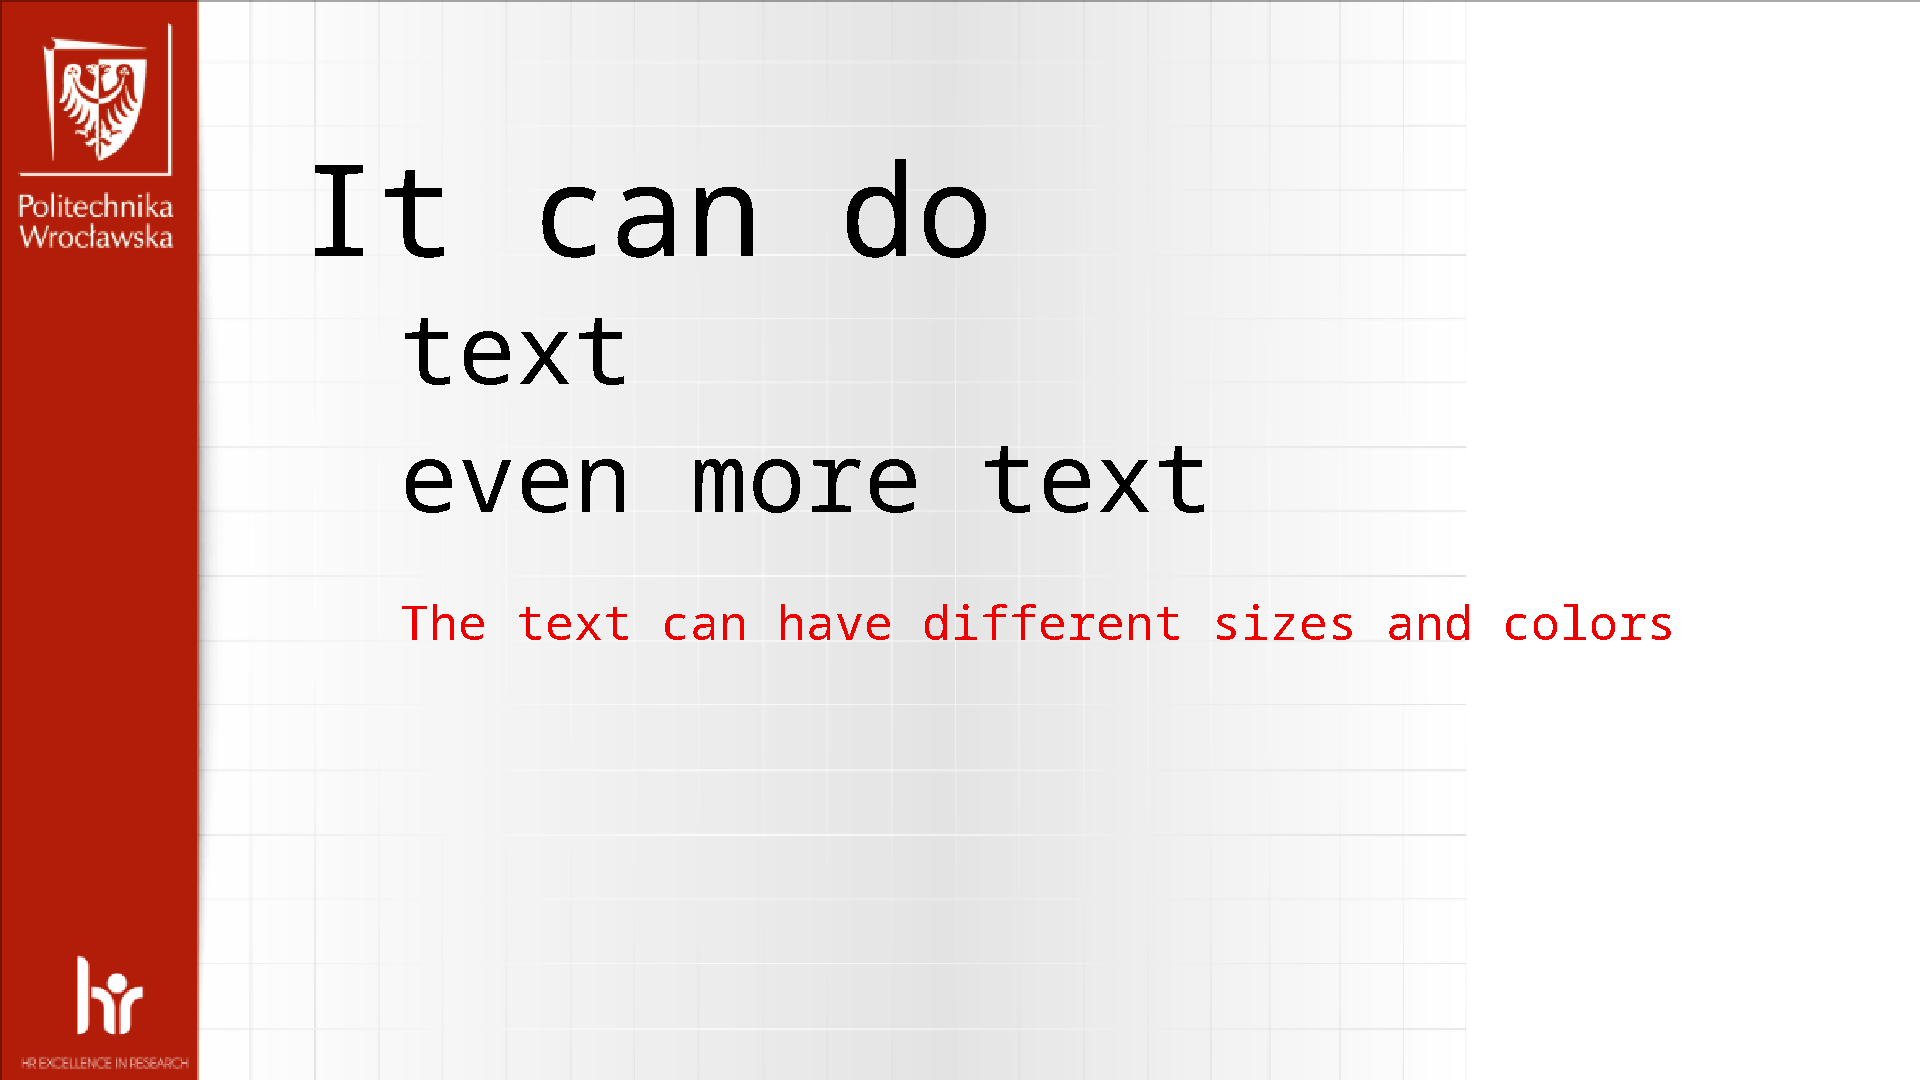 Politechnika
Wrocławska
It can do
text
even more text
The text can have different sizes and colors
hr
HR EXCELLENCE IN RESEARCH